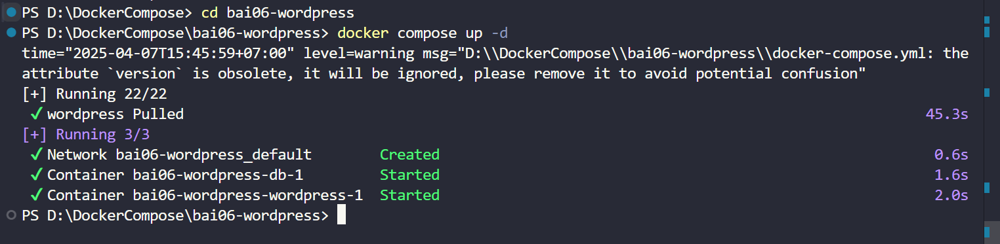 PS D:\DockerCompose> cd bai06-wordpress
PS D:\DockerCompose\bai06-wordpress> docker compose up -d
time="2025-04-07T15:45:59+07:00" level=warning msg="D:\\DockerCompose\\bai06-wordpress\\docker-compose.yml: the
attribute `version` is obsolete, it will be ignored, please remove it to avoid potential confusion"
[+] Running 22/22
✔ wordpress Pulled 45.3s
[+] Running 3/3
✔ Network bai06-wordpress_default Created 0.6s
✔ Container bai06-wordpress-db-1 Started 1.6s
✔ Container bai06-wordpress-wordpress-1 Started 2.0s
PS D:\DockerCompose\bai06-wordpress>